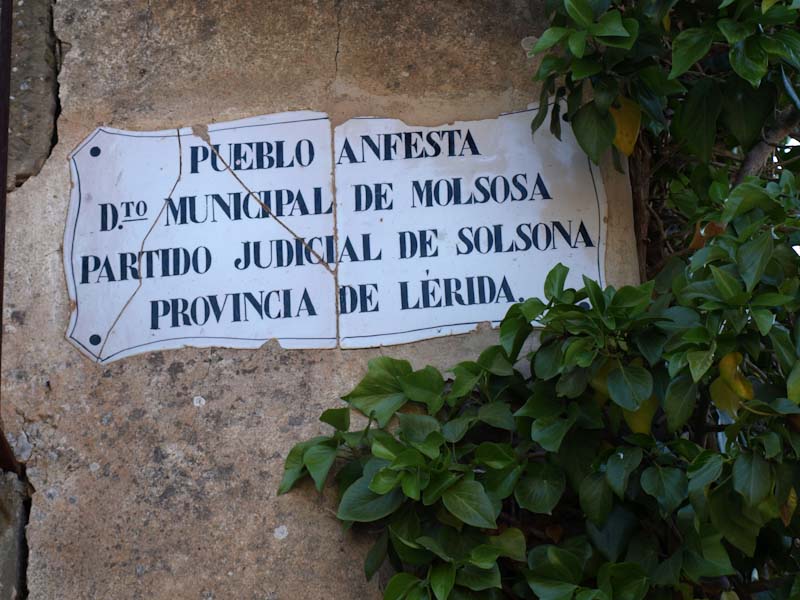 PUEBLO ANFESTA
D.TO MUNICIPAL DE MOLSOSA
PARTIDO JUDICIAL DE SOLSONA
PROVINCIA DE LÉRIDA.